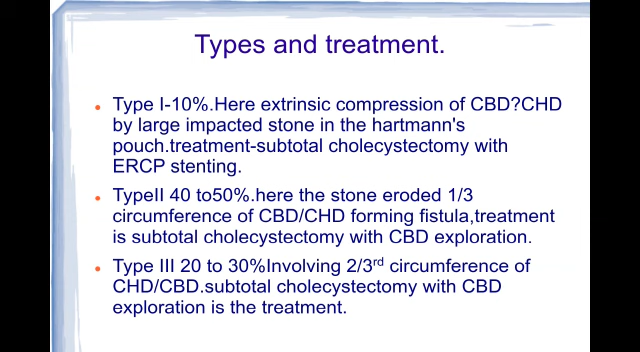 Types and treatment.
Type I-10%.Here extrinsic compression of CBD?CHD
by large impacted stone in the hartmann's
pouch.treatment-subtotal cholecystectomy with
ERCP stenting.
TypeII 40 to50%.here the stone eroded 1/3
circumference of CBD/CHD forming fistula,treatment
is subtotal cholecystectomy with CBD exploration.
Type III 20 to 30%Involving 2/3rd circumference of
CHD/CBD.subtotal cholecystectomy with CBD
exploration is the treatment.